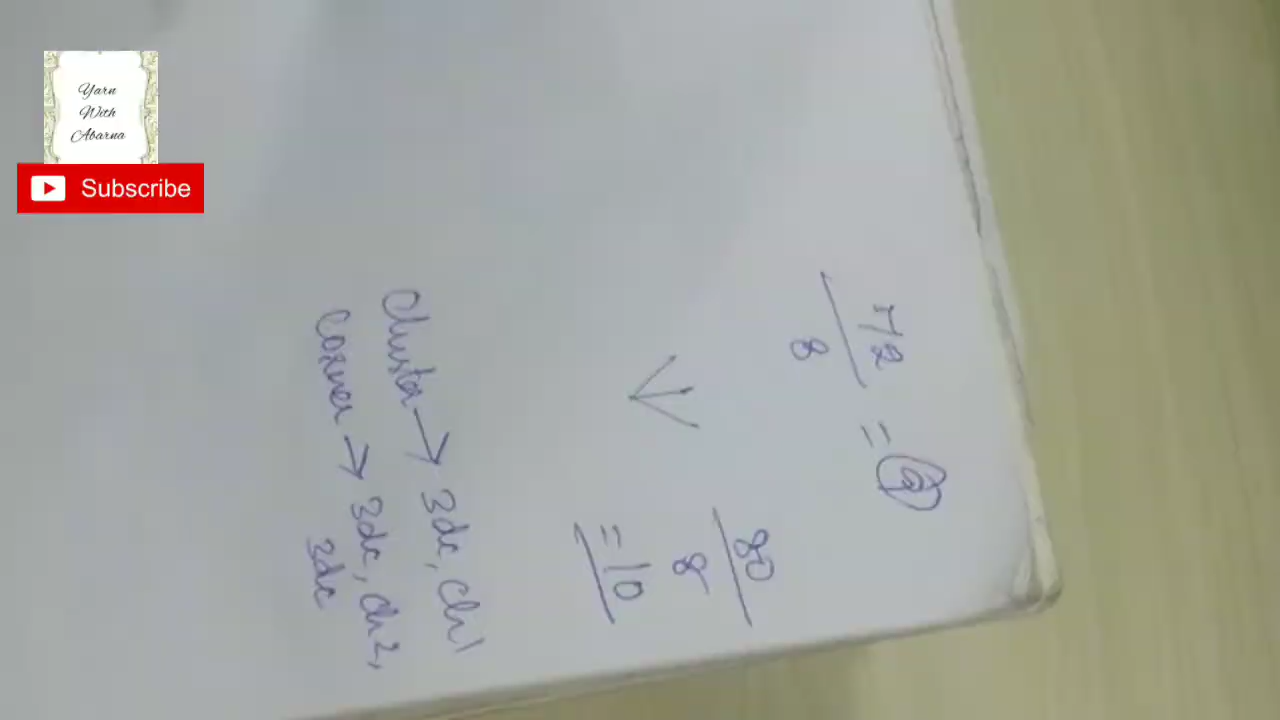 Yarn
With
Abarna
Subscribe
72
8
= 9
80
8
= 10
Cluster → 3dc, ch1
Corner → 3dc, ch2,
3dc